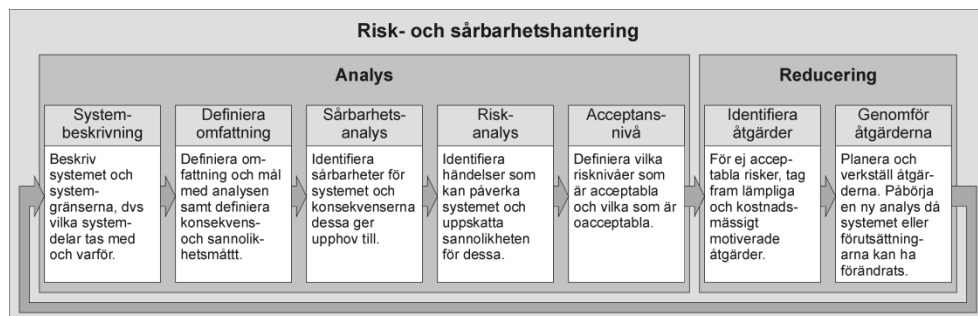 Risk- och sårbarhetshantering
Analys
Reducering
System-
beskrivning
Beskriv
systemet och
system-
gränserna, dvs
vilka system-
delar tas med
och varför.
Definiera
omfattning
Definiera om-
fattning och mål
med analysen
samt definiera
konsekvens-
och sannolik-
hetsmåttt.
Sårbarhets-
analys
Identifiera
sårbarheter för
systemet och
konsekvenserna
dessa ger
upphov till.
Risk-
analys
Identifiera
händelser som
kan påverka
systemet och
uppskatta
sannolikheten
för dessa.
Acceptans-
nivå
Definiera vilka
risknivåer som
är acceptabla
och vilka som är
oacceptabla.
Identifiera
åtgärder
För ej accep-
tabla risker, tag
fram lämpliga
och kostnads-
mässigt
motiverade
åtgärder.
Genomför
åtgärderna
Planera och
verkställ åtgär-
derna. Påbörja
en ny analys då
systemet eller
förutsättning-
arna kan ha
förändrats.